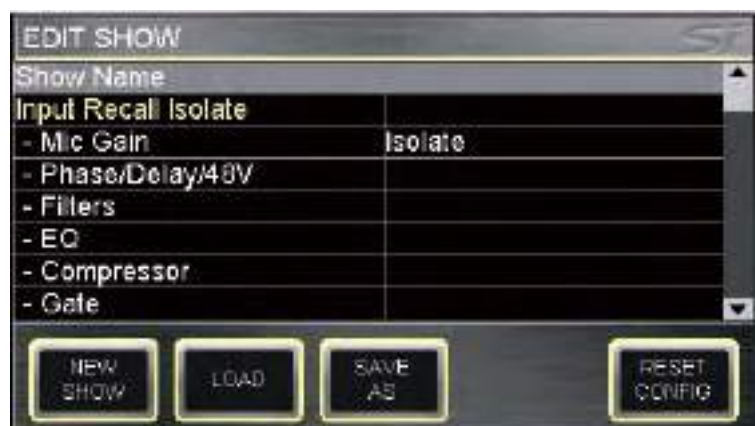 EDIT SHOW
Si
Show Name
Input Recall Isolate
- Mic Gain Isolate
- Phase/Delay/48V
- Filters
- EQ
- Compressor
- Gate
NEW SHOW
LOAD
SAVE AS
RESET CONFIG